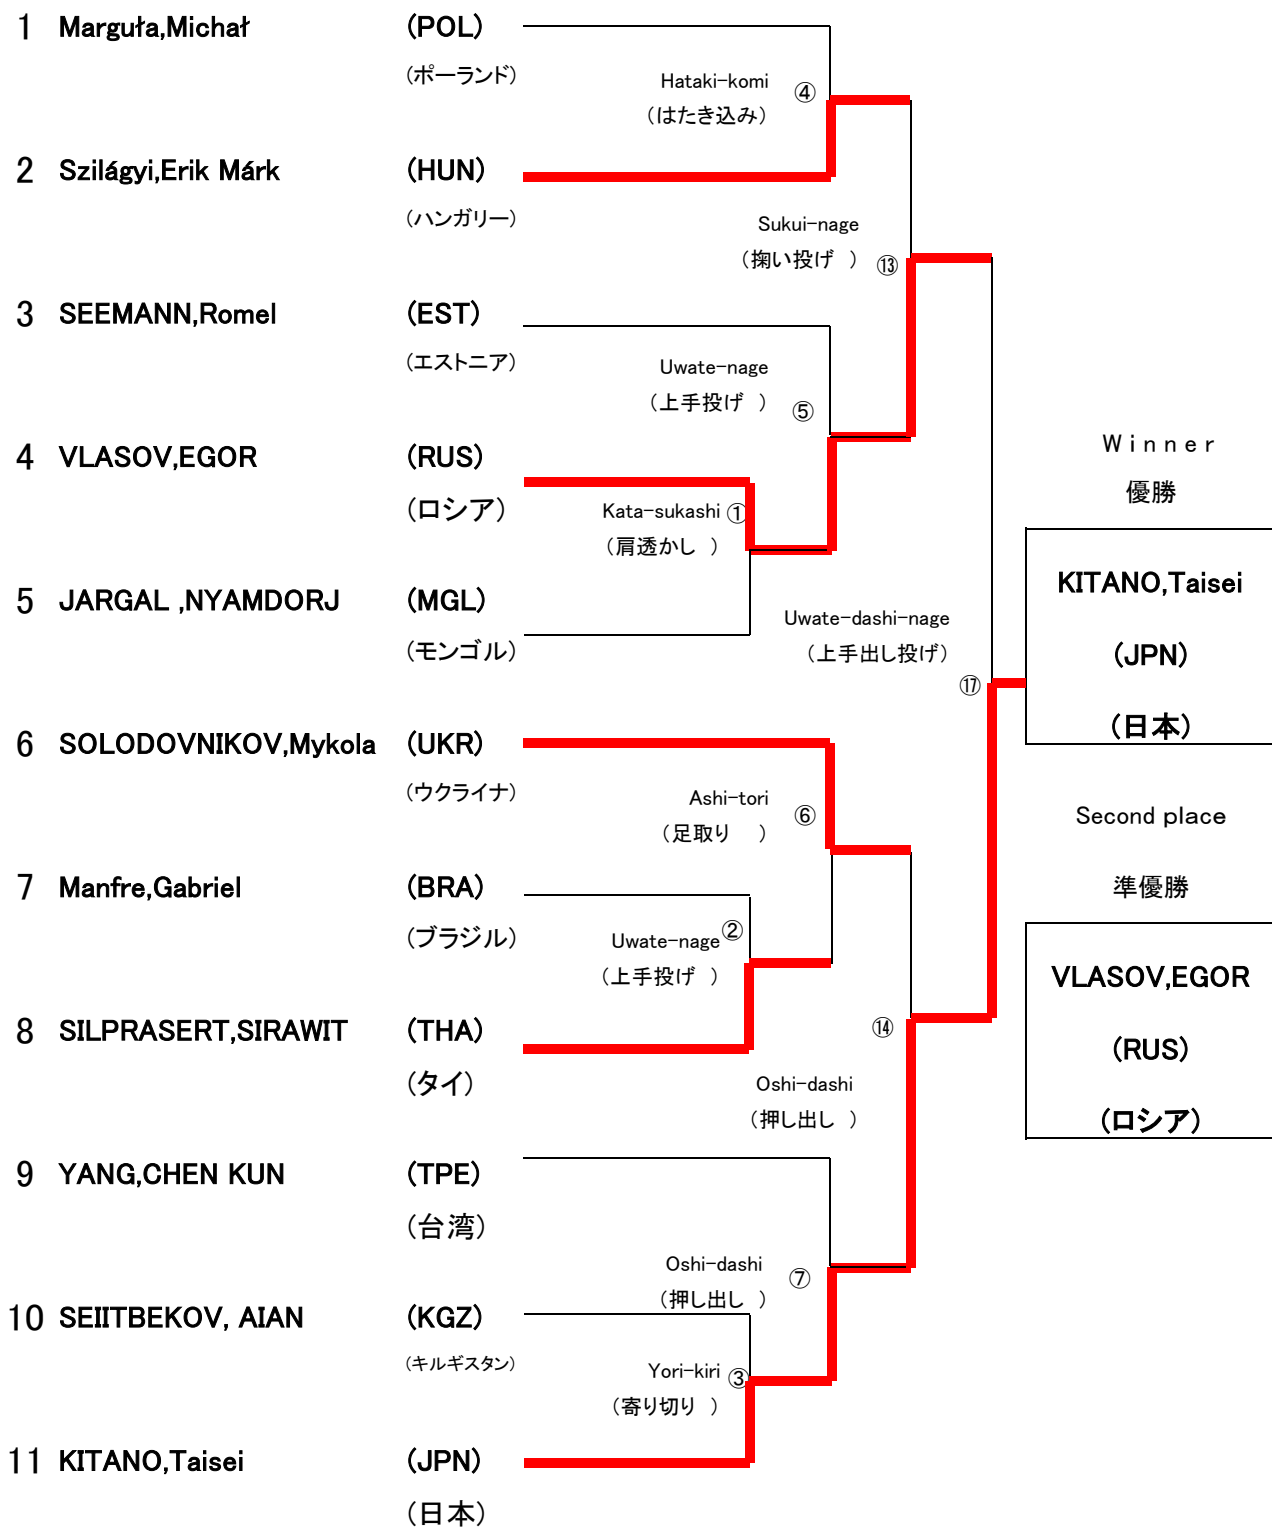 1 Marguła,Michał (POL)
(ポーランド)
Hataki-komi ④
（はたき込み）
2 Szilágyi,Erik Márk (HUN)
(ハンガリー)
Sukui-nage
（掬い投げ ） ⑬
3 SEEMANN,Romel (EST)
(エストニア)
Uwate-nage
（上手投げ ） ⑤
4 VLASOV,EGOR (RUS)
(ロシア)
Kata-sukashi ①
（肩透かし ）
5 JARGAL ,NYAMDORJ (MGL)
(モンゴル)
Uwate-dashi-nage
（上手出し投げ）
⑰
6 SOLODOVNIKOV,Mykola (UKR)
(ウクライナ)
Ashi-tori ⑥
（足取り ）
7 Manfre,Gabriel (BRA)
(ブラジル)
Uwate-nage ②
（上手投げ ）
8 SILPRASERT,SIRAWIT (THA)
(タイ)
⑭
Oshi-dashi
（押し出し ）
9 YANG,CHEN KUN (TPE)
(台湾)
Oshi-dashi ⑦
（押し出し ）
10 SEIITBEKOV, AIAN (KGZ)
(キルギスタン)
Yori-kiri ③
（寄り切り ）
11 KITANO,Taisei (JPN)
(日本)
Winner
優勝
KITANO,Taisei
(JPN)
(日本)
Second place
準優勝
VLASOV,EGOR
(RUS)
(ロシア)